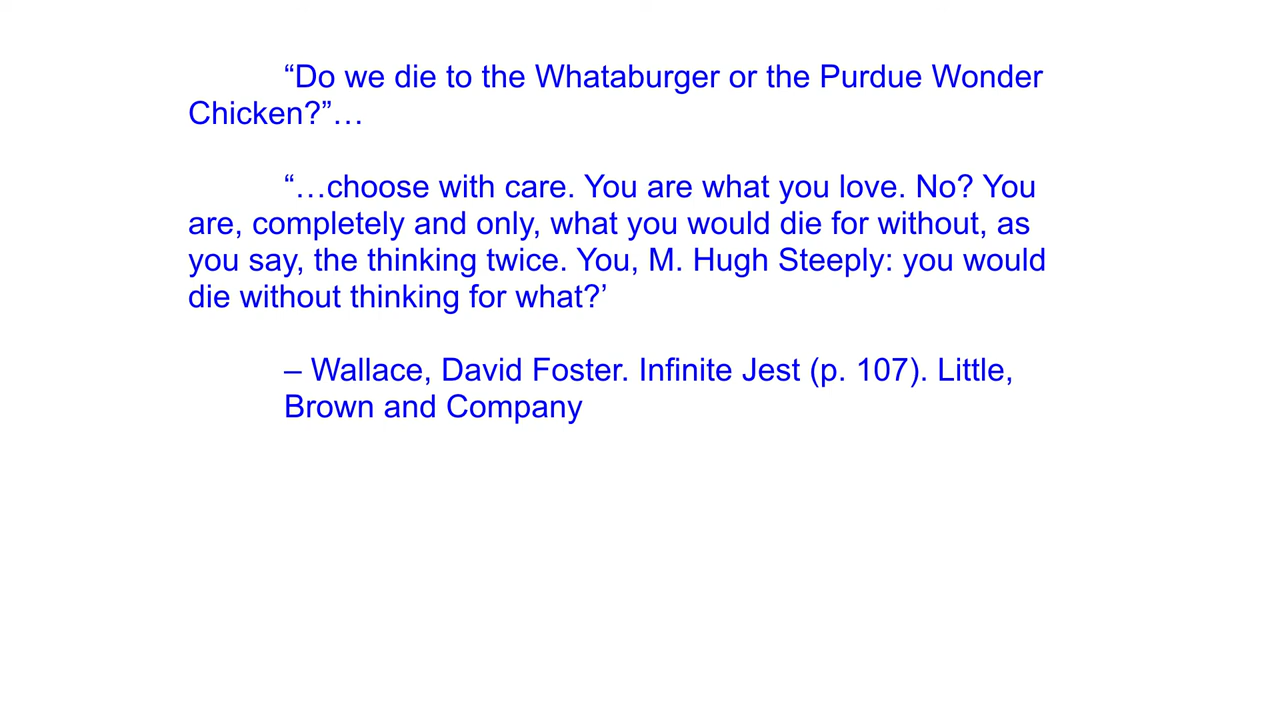 “Do we die to the Whataburger or the Purdue Wonder
Chicken?”…
“…choose with care. You are what you love. No? You
are, completely and only, what you would die for without, as
you say, the thinking twice. You, M. Hugh Steeply: you would
die without thinking for what?’
– Wallace, David Foster. Infinite Jest (p. 107). Little,
Brown and Company